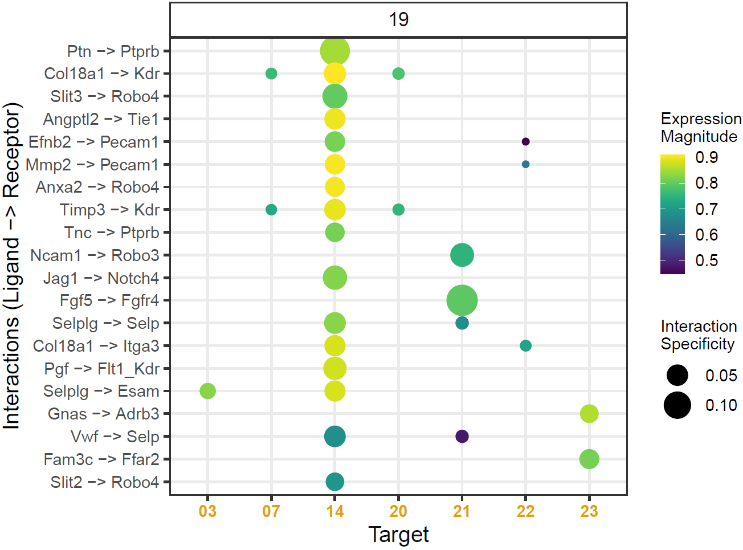 19
Interactions (Ligand −> Receptor)
Ptn −> Ptprb
Col18a1 −> Kdr
Slit3 −> Robo4
Angptl2 −> Tie1
Efnb2 −> Pecam1
Mmp2 −> Pecam1
Anxa2 −> Robo4
Timp3 −> Kdr
Tnc −> Ptprb
Ncam1 −> Robo3
Jag1 −> Notch4
Fgf5 −> Fgfr4
Selplg −> Selp
Col18a1 −> Itga3
Pgf −> Flt1_Kdr
Selplg −> Esam
Gnas −> Adrb3
Vwf −> Selp
Fam3c −> Ffar2
Slit2 −> Robo4
03 07 14 20 21 22 23
Target
Expression
Magnitude
0.9
0.8
0.7
0.6
0.5
Interaction
Specificity
0.05
0.10